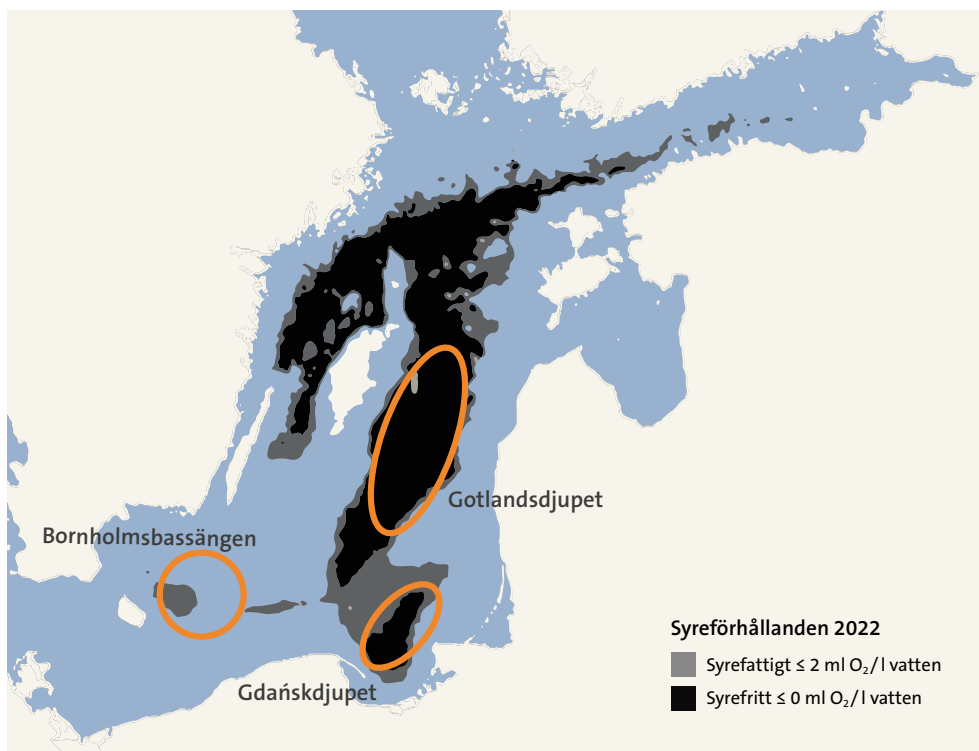 Gotlandsdjupet
Bornholmsbassängen
Gdańskdjupet
Syreförhållanden 2022
Syrefattigt ≤ 2 ml O₂/l vatten
Syrefritt ≤ 0 ml O₂/l vatten